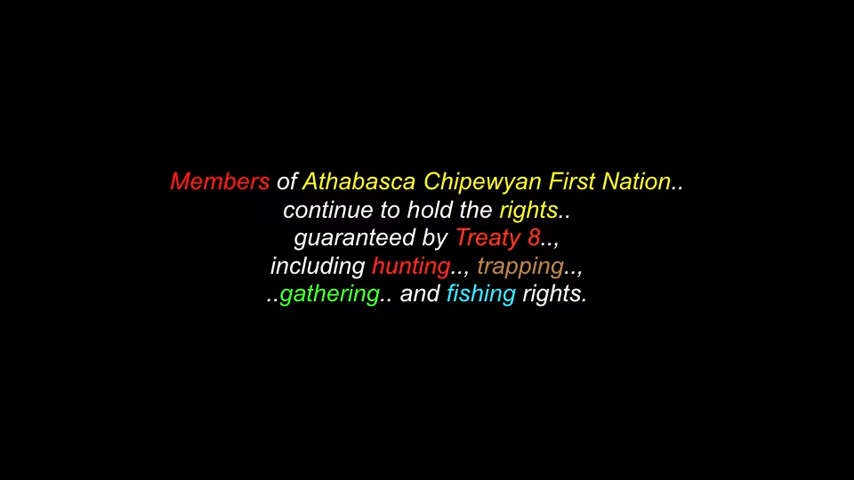 Members of Athabasca Chipewyan First Nation..
continue to hold the rights..
guaranteed by Treaty 8..,
including hunting.., trapping..,
..gathering.. and fishing rights.